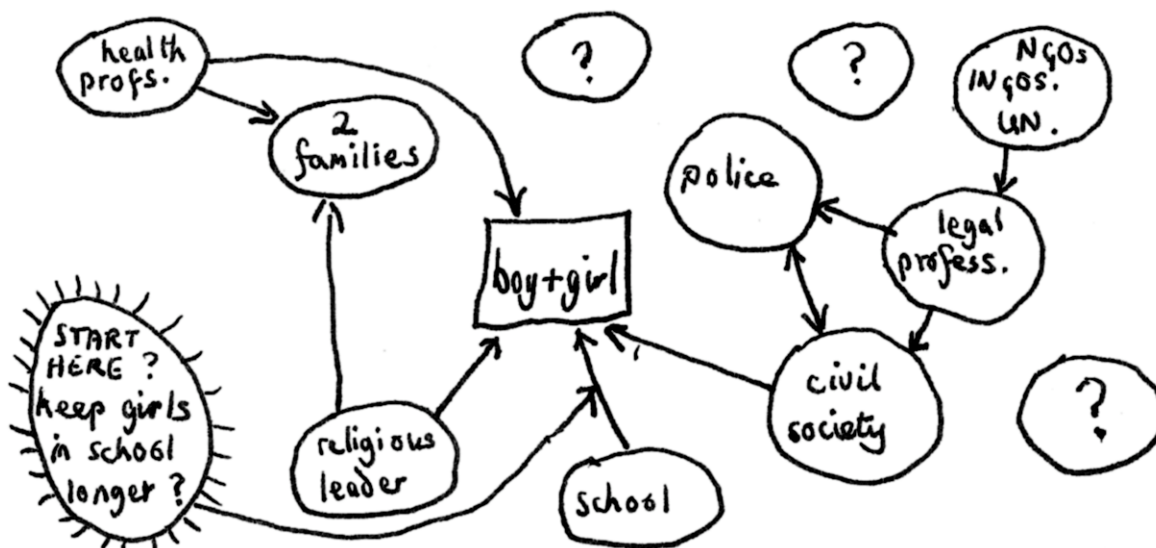 health
profs.
?
?
NGOs
INGOS.
UN.
2
families
police
legal
profess.
boy+girl
START
HERE ?
keep girls
in school
longer ?
religious
leader
school
civil
society
?